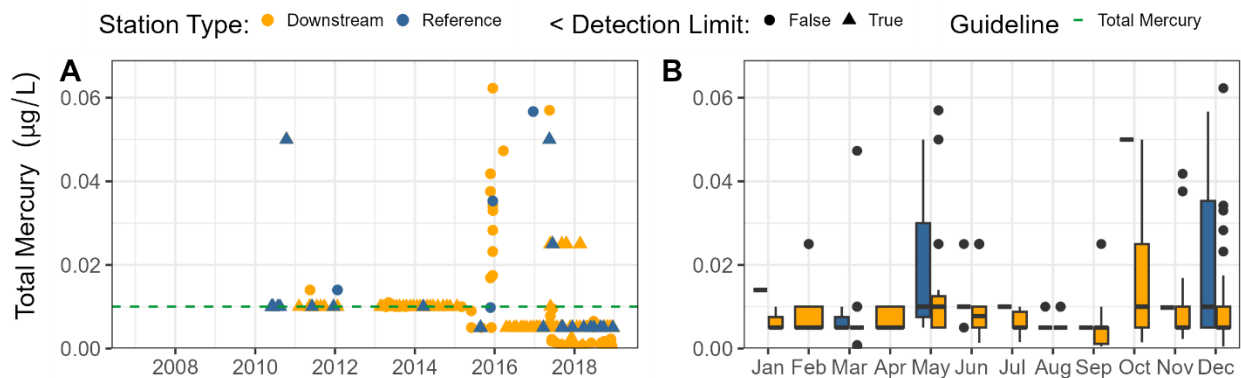 Station Type: Downstream Reference < Detection Limit: False True Guideline Total Mercury
A B
Total Mercury (µg/L)
0.06 0.06
0.04 0.04
0.02 0.02
0.00 0.00
2008 2010 2012 2014 2016 2018 Jan Feb Mar Apr May Jun Jul Aug Sep Oct Nov Dec